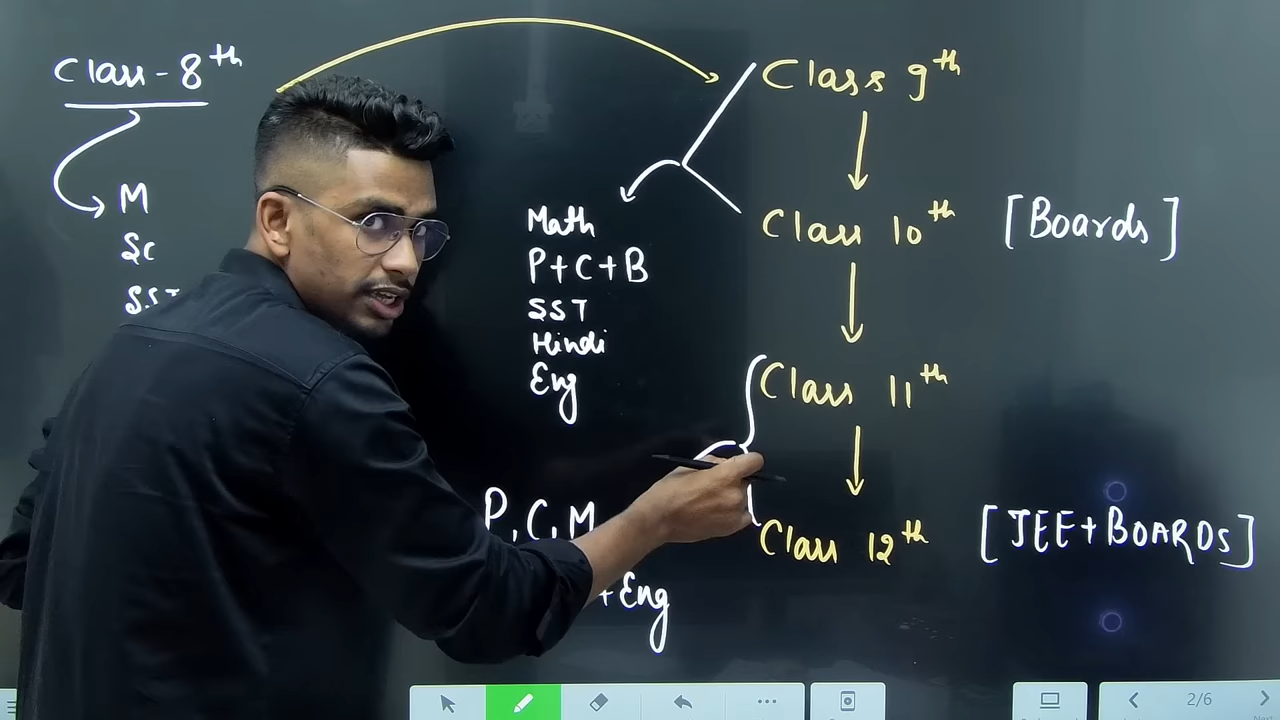 Class - 8th
M
Sc
SST
Math
P+C+B
SST
Hindi
Eng
P, C, M
+Eng
Class 9th
Class 10th [Boards]
Class 11th
Class 12th [JEE+BOARDS]
2/6